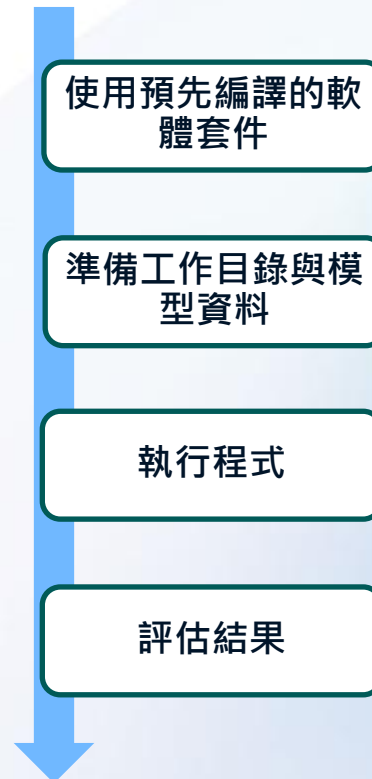 使用預先編譯的軟
體套件
準備工作目錄與模
型資料
執行程式
評估結果